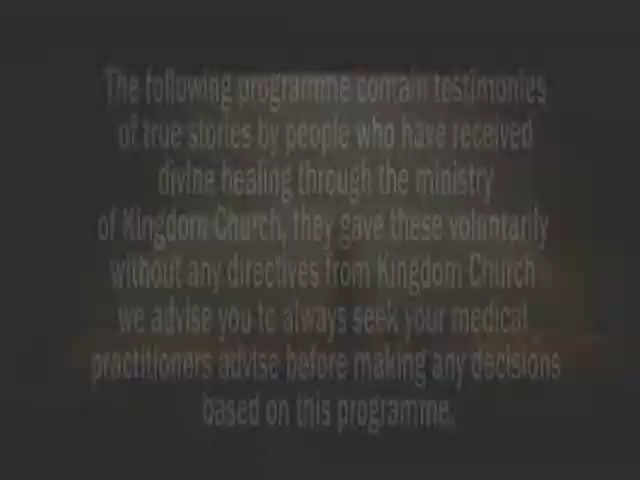 The following programme contain testimonies
of true stories by people who have received
divine healing through the ministry
of Kingdom Church, they gave these voluntarily
without any directives from Kingdom Church
we advise you to always seek your medical
practitioners advise before making any decisions
based on this programme.